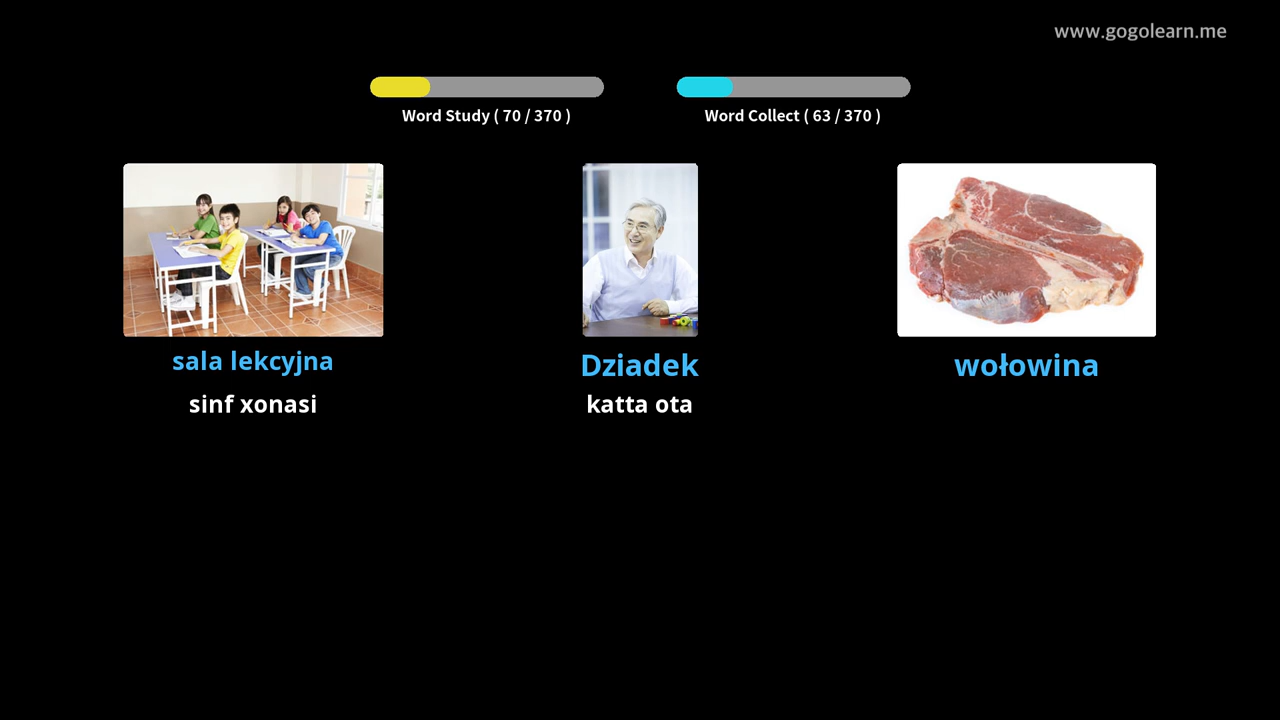 www.gogolearn.me
Word Study ( 70 / 370 )
Word Collect ( 63 / 370 )
sala lekcyjna
Dziadek
wołowina
sinf xonasi
katta ota